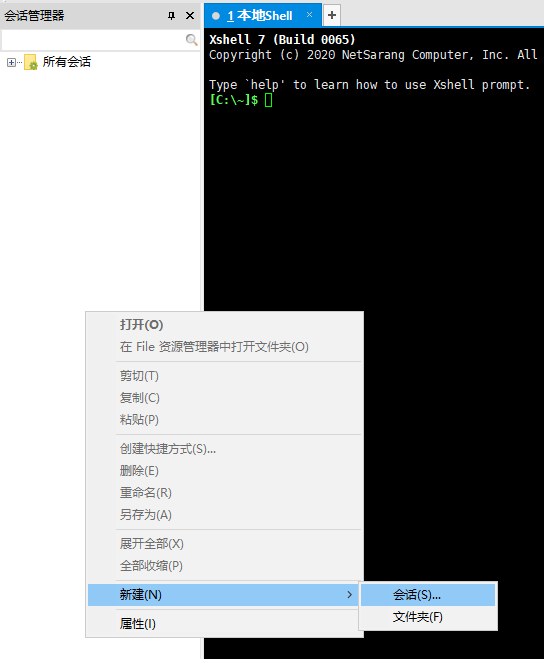 会话管理器
1 本地Shell
所有会话
Xshell 7 (Build 0065)
Copyright (c) 2020 NetSarang Computer, Inc. All
Type `help' to learn how to use Xshell prompt.
[C:\~]$
打开(O)
在 File 资源管理器中打开文件夹(O)
剪切(T)
复制(C)
粘贴(P)
创建快捷方式(S)...
删除(E)
重命名(R)
另存为(A)
展开全部(X)
全部收缩(P)
新建(N)
会话(S)...
文件夹(F)
属性(I)